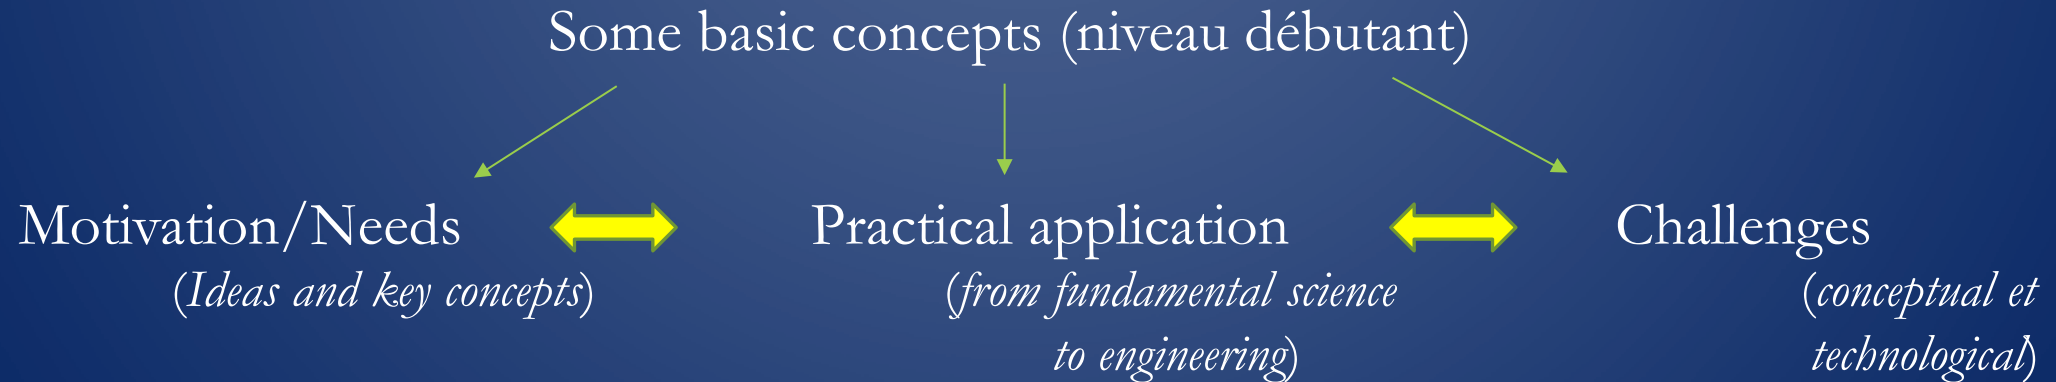 Some basic concepts (niveau débutant)
Motivation/Needs
(Ideas and key concepts)
Practical application
(from fundamental science
to engineering)
Challenges
(conceptual et
technological)